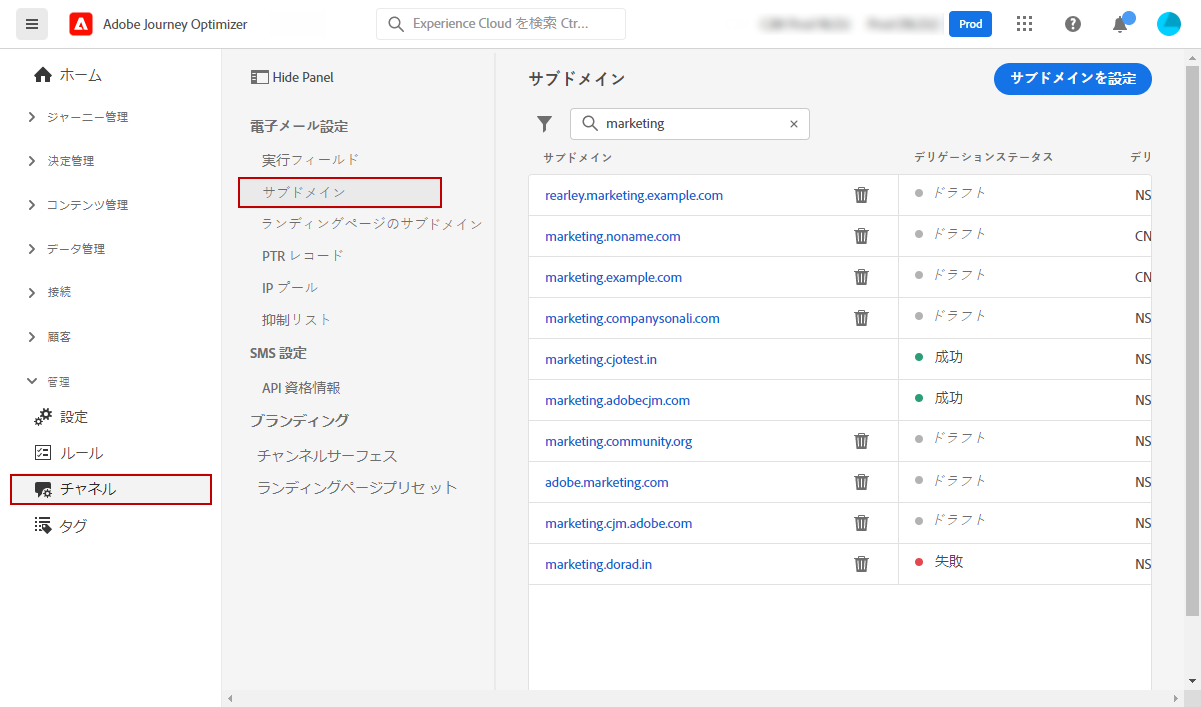 Adobe Journey Optimizer
Experience Cloud を検索 Ctr...
Prod
ホーム
ジャーニー管理
決定管理
コンテンツ管理
データ管理
接続
顧客
管理
設定
ルール
チャネル
タグ
Hide Panel
電子メール設定
実行フィールド
サブドメイン
ランディングページのサブドメイン
PTR レコード
IP プール
抑制リスト
SMS 設定
API 資格情報
ブランディング
チャンネルサーフェス
ランディングページプリセット
サブドメイン
サブドメインを設定
marketing
サブドメイン デリゲーションステータス デリ
rearley.marketing.example.com ドラフト NS
marketing.noname.com ドラフト CN
marketing.example.com ドラフト CN
marketing.companysonali.com ドラフト NS
marketing.cjotest.in 成功 NS
marketing.adobecjm.com 成功 NS
marketing.community.org ドラフト NS
adobe.marketing.com ドラフト NS
marketing.cjm.adobe.com ドラフト NS
marketing.dorad.in 失敗 NS